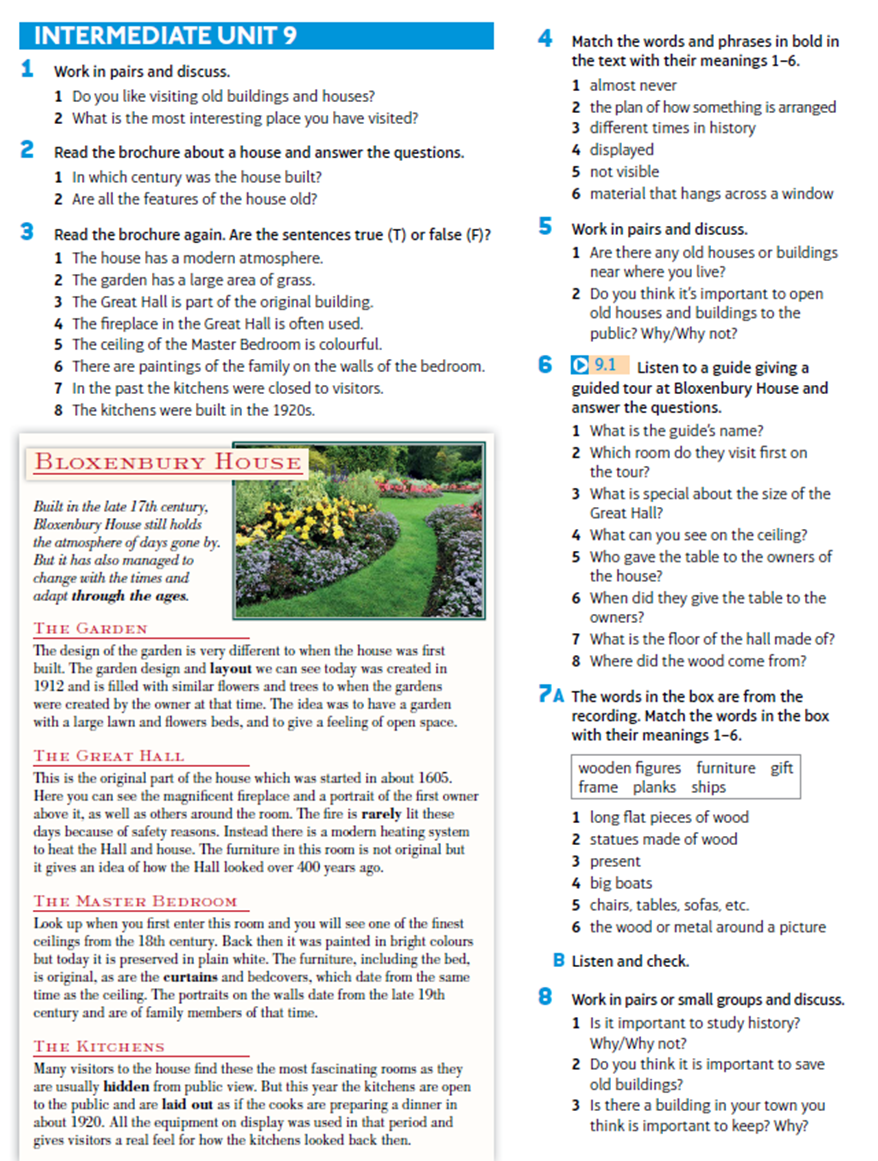 INTERMEDIATE UNIT 9
1 Work in pairs and discuss.
1 Do you like visiting old buildings and houses?
2 What is the most interesting place you have visited?
2 Read the brochure about a house and answer the questions.
1 In which century was the house built?
2 Are all the features of the house old?
3 Read the brochure again. Are the sentences true (T) or false (F)?
1 The house has a modern atmosphere.
2 The garden has a large area of grass.
3 The Great Hall is part of the original building.
4 The fireplace in the Great Hall is often used.
5 The ceiling of the Master Bedroom is colourful.
6 There are paintings of the family on the walls of the bedroom.
7 In the past the kitchens were closed to visitors.
8 The kitchens were built in the 1920s.
BLOXENBURY HOUSE
Built in the late 17th century,
Bloxenbury House still holds
the atmosphere of days gone by.
But it has also managed to
change with the times and
adapt through the ages.
THE GARDEN
The design of the garden is very different to when the house was first
built. The garden design and layout we can see today was created in
1912 and is filled with similar flowers and trees to when the gardens
were created by the owner at that time. The idea was to have a garden
with a large lawn and flowers beds, and to give a feeling of open space.
THE GREAT HALL
This is the original part of the house which was started in about 1605.
Here you can see the magnificent fireplace and a portrait of the first owner
above it, as well as others around the room. The fire is rarely lit these
days because of safety reasons. Instead there is a modern heating system
to heat the Hall and house. The furniture in this room is not original but
it gives an idea of how the Hall looked over 400 years ago.
THE MASTER BEDROOM
Look up when you first enter this room and you will see one of the finest
ceilings from the 18th century. Back then it was painted in bright colours
but today it is preserved in plain white. The furniture, including the bed,
is original, as are the curtains and bedcovers, which date from the same
time as the ceiling. The portraits on the walls date from the late 19th
century and are of family members of that time.
THE KITCHENS
Many visitors to the house find these the most fascinating rooms as they
are usually hidden from public view. But this year the kitchens are open
to the public and are laid out as if the cooks are preparing a dinner in
about 1920. All the equipment on display was used in that period and
gives visitors a real feel for how the kitchens looked back then.
4 Match the words and phrases in bold in
the text with their meanings 1–6.
1 almost never
2 the plan of how something is arranged
3 different times in history
4 displayed
5 not visible
6 material that hangs across a window
5 Work in pairs and discuss.
1 Are there any old houses or buildings
near where you live?
2 Do you think it's important to open
old houses and buildings to the
public? Why/Why not?
6 9.1 Listen to a guide giving a
guided tour at Bloxenbury House and
answer the questions.
1 What is the guide's name?
2 Which room do they visit first on
the tour?
3 What is special about the size of the
Great Hall?
4 What can you see on the ceiling?
5 Who gave the table to the owners of
the house?
6 When did they give the table to the
owners?
7 What is the floor of the hall made of?
8 Where did the wood come from?
7A The words in the box are from the
recording. Match the words in the box
with their meanings 1–6.
wooden figures furniture gift
frame planks ships
1 long flat pieces of wood
2 statues made of wood
3 present
4 big boats
5 chairs, tables, sofas, etc.
6 the wood or metal around a picture
B Listen and check.
8 Work in pairs or small groups and discuss.
1 Is it important to study history?
Why/Why not?
2 Do you think it is important to save
old buildings?
3 Is there a building in your town you
think is important to keep? Why?